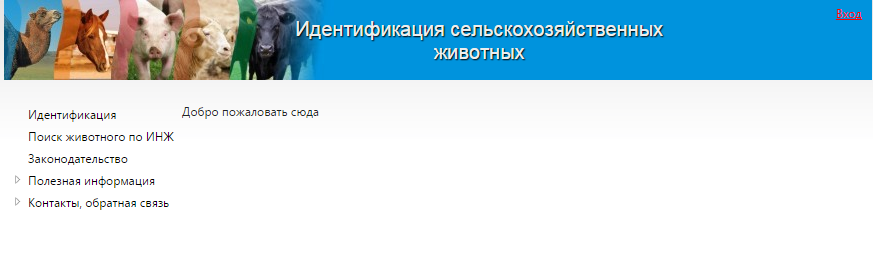 Идентификация сельскохозяйственных
животных
Вход
Идентификация
Добро пожаловать сюда
Поиск животного по ИНЖ
Законодательство
Полезная информация
Контакты, обратная связь